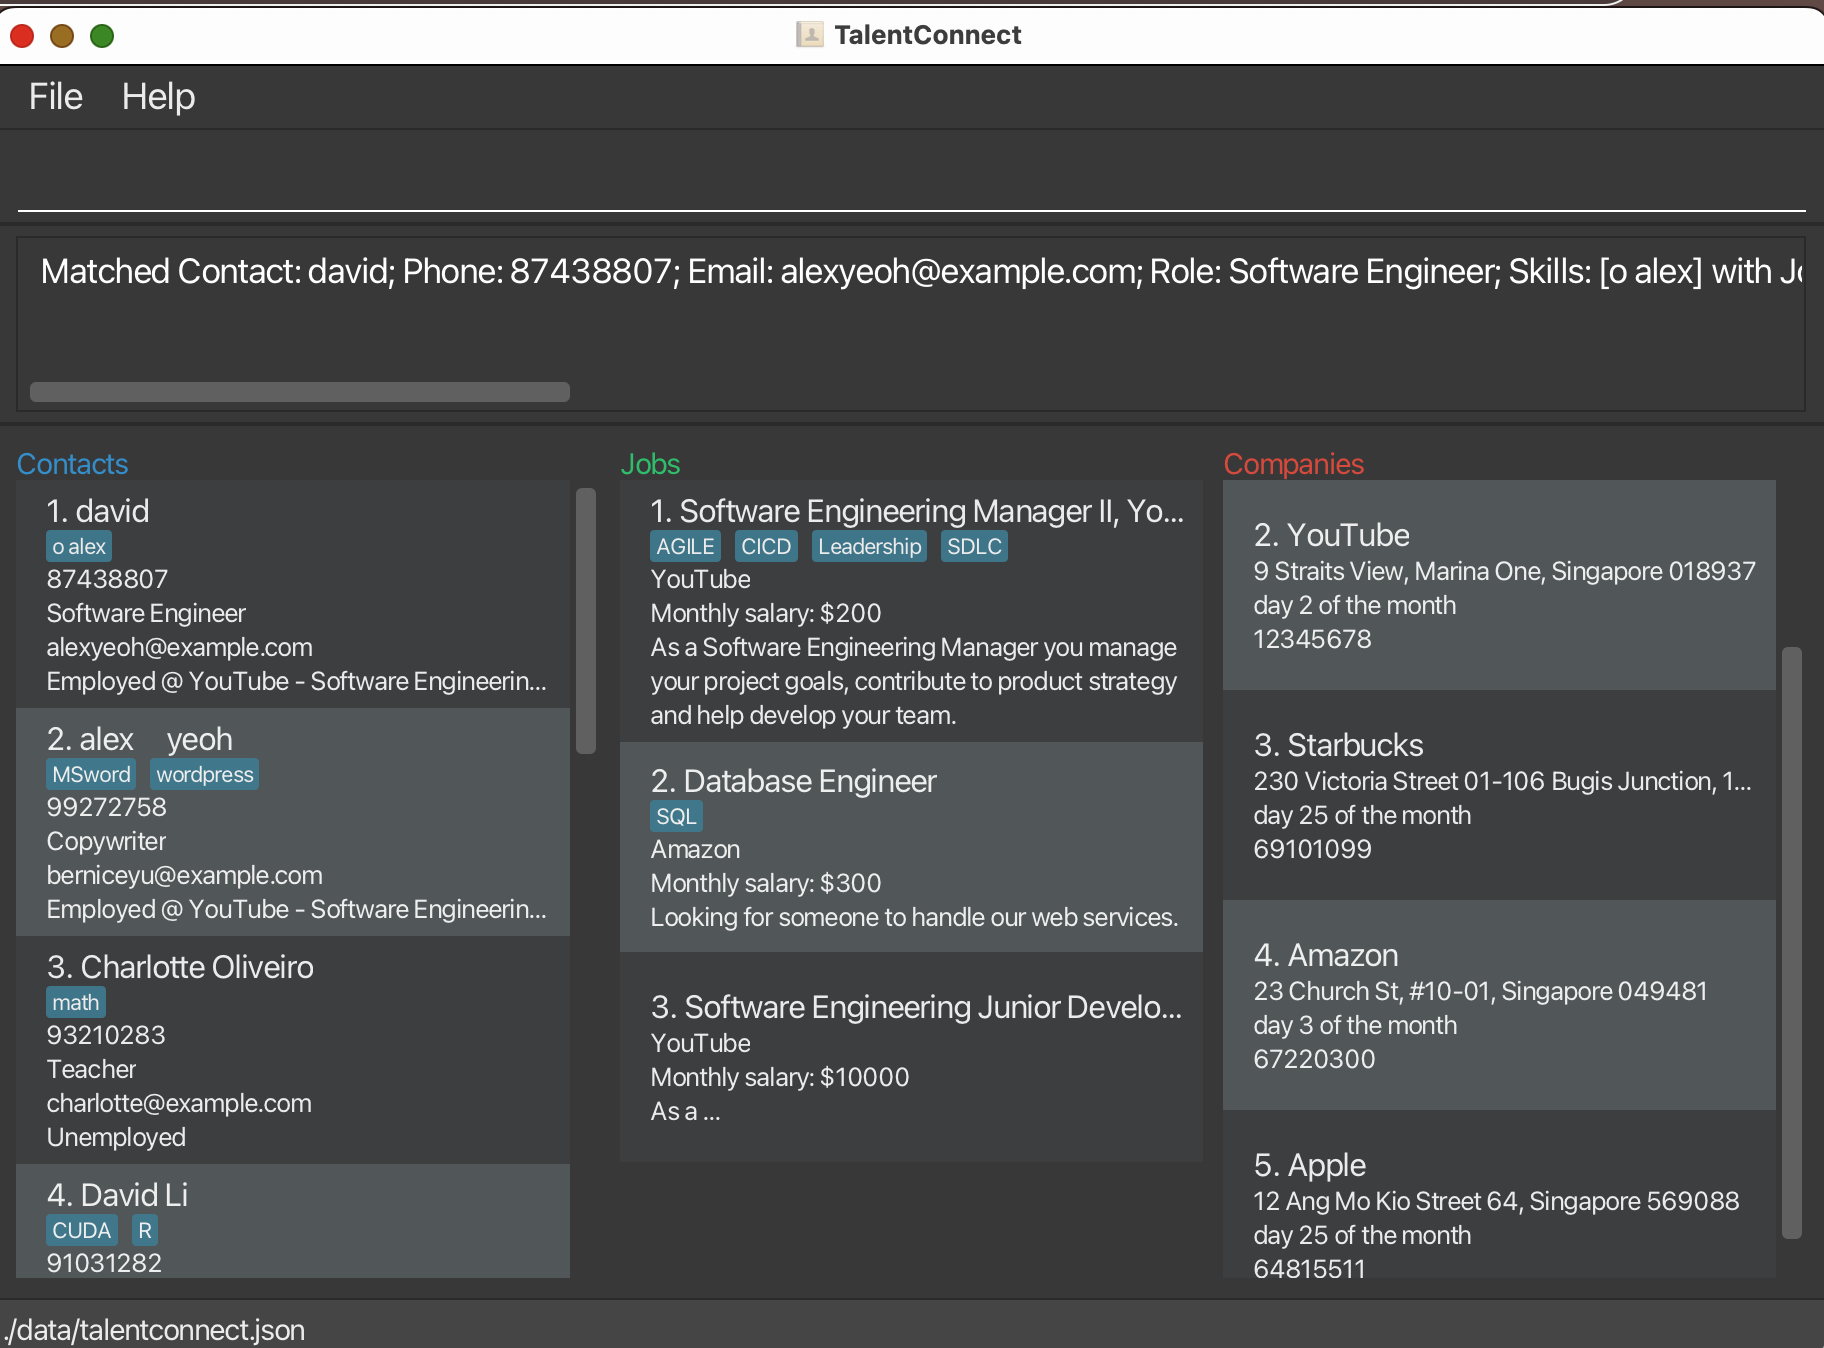 TalentConnect
File Help
Matched Contact: david; Phone: 87438807; Email: alexyeoh@example.com; Role: Software Engineer; Skills: [o alex] with Jo
Contacts
1. david
o alex
87438807
Software Engineer
alexyeoh@example.com
Employed @ YouTube - Software Engineerin...
2. alex    yeoh
MSword wordpress
99272758
Copywriter
berniceyu@example.com
Employed @ YouTube - Software Engineerin...
3. Charlotte Oliveiro
math
93210283
Teacher
charlotte@example.com
Unemployed
4. David Li
CUDA R
91031282
Jobs
1. Software Engineering Manager II, Yo...
AGILE CICD Leadership SDLC
YouTube
Monthly salary: $200
As a Software Engineering Manager you manage
your project goals, contribute to product strategy
and help develop your team.
2. Database Engineer
SQL
Amazon
Monthly salary: $300
Looking for someone to handle our web services.
3. Software Engineering Junior Develo...
YouTube
Monthly salary: $10000
As a ...
Companies
2. YouTube
9 Straits View, Marina One, Singapore 018937
day 2 of the month
12345678
3. Starbucks
230 Victoria Street 01-106 Bugis Junction, 1...
day 25 of the month
69101099
4. Amazon
23 Church St, #10-01, Singapore 049481
day 3 of the month
67220300
5. Apple
12 Ang Mo Kio Street 64, Singapore 569088
day 25 of the month
64815511
./data/talentconnect.json